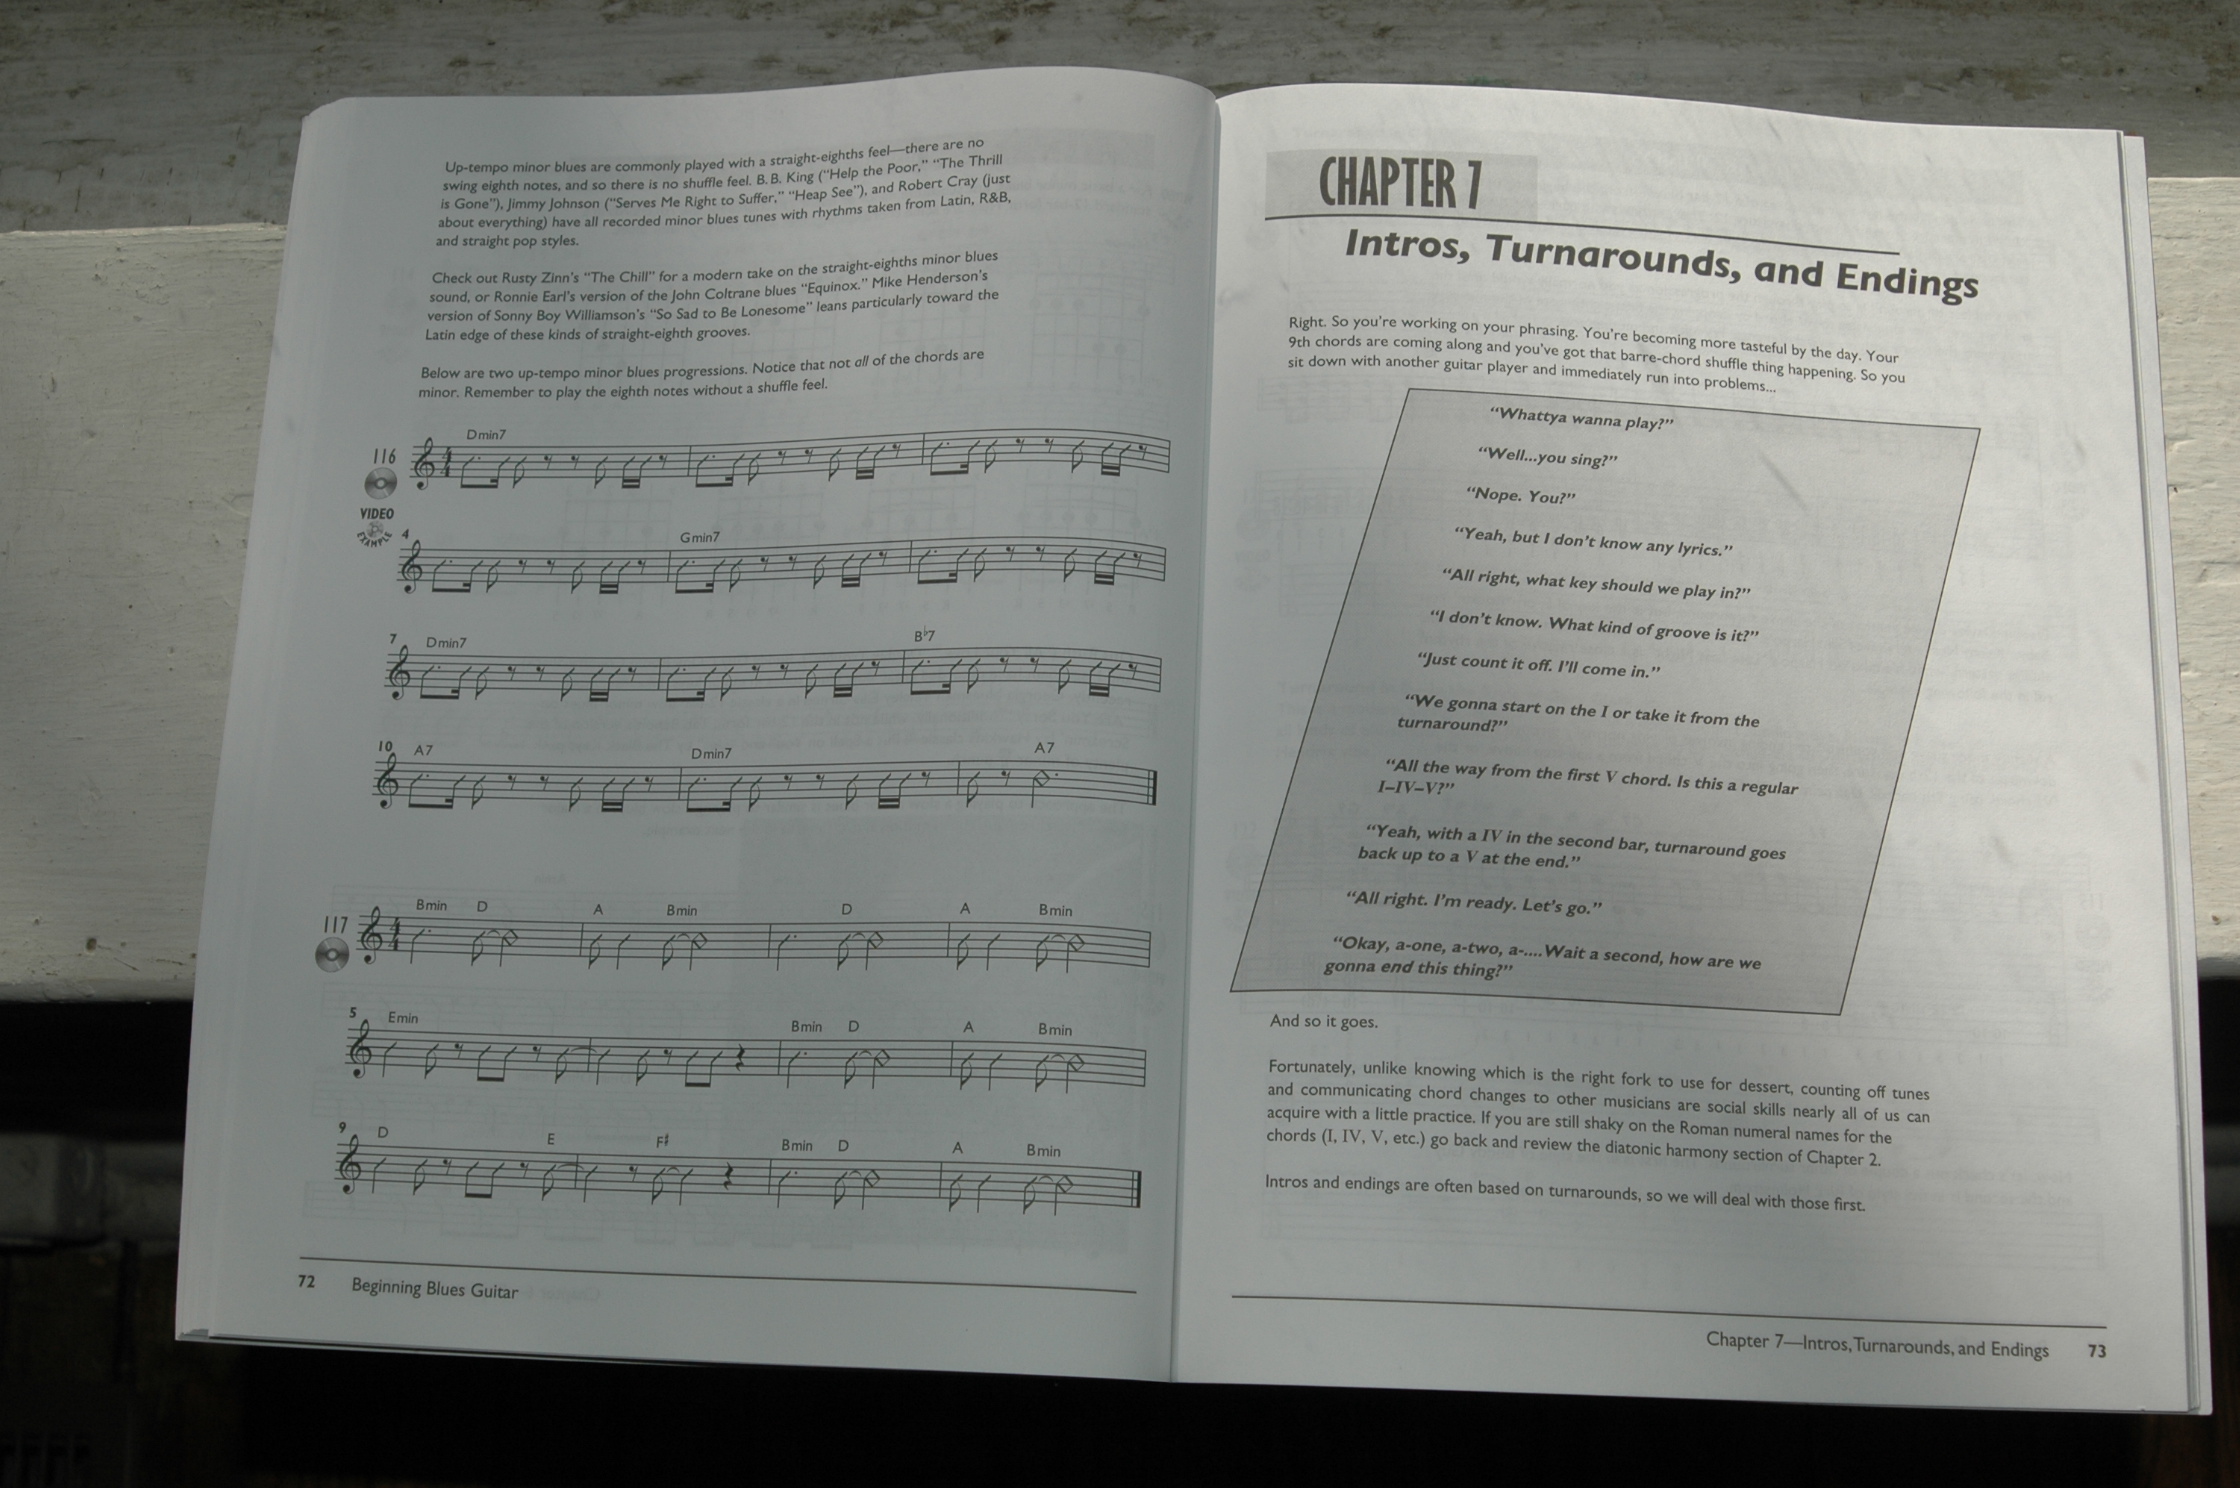 Up-tempo minor blues are commonly played with a straight-eighths feel—there are no
swing eighth notes, and so there is no shuffle feel. B. B. King (“Help the Poor,” “The Thrill
is Gone”), Jimmy Johnson (“Serves Me Right to Suffer,” “Heap See”), and Robert Cray (just
about everything) have all recorded minor blues tunes with rhythms taken from Latin, R&B,
and straight pop styles.
Check out Rusty Zinn’s “The Chill” for a modern take on the straight-eighths minor blues
sound, or Ronnie Earl’s version of the John Coltrane blues “Equinox.” Mike Henderson’s
version of Sonny Boy Williamson’s “So Sad to Be Lonesome” leans particularly toward the
Latin edge of these kinds of straight-eighth grooves.
Below are two up-tempo minor blues progressions. Notice that not all of the chords are
minor. Remember to play the eighth notes without a shuffle feel.
Dmin7
116
4
4
VIDEO
EXAMPLE
4
Gmin7
7
Dmin7
B♭7
10
A7
Dmin7
A7
117
Bmin D A Bmin D A Bmin
4
4
5
Emin Bmin D A Bmin
9
D E F♯ Bmin D A Bmin
72 Beginning Blues Guitar
CHAPTER 7
Intros, Turnarounds, and Endings
Right. So you’re working on your phrasing. You’re becoming more tasteful by the day. Your
9th chords are coming along and you’ve got that barre-chord shuffle thing happening. So you
sit down with another guitar player and immediately run into problems...
“Whattya wanna play?”
“Well...you sing?”
“Nope. You?”
“Yeah, but I don’t know any lyrics.”
“All right, what key should we play in?”
“I don’t know. What kind of groove is it?”
“Just count it off. I’ll come in.”
“We gonna start on the I or take it from the
turnaround?”
“All the way from the first V chord. Is this a regular
I–IV–V?”
“Yeah, with a IV in the second bar, turnaround goes
back up to a V at the end.”
“All right. I’m ready. Let’s go.”
“Okay, a-one, a-two, a-....Wait a second, how are we
gonna end this thing?”
And so it goes.
Fortunately, unlike knowing which is the right fork to use for dessert, counting off tunes
and communicating chord changes to other musicians are social skills nearly all of us can
acquire with a little practice. If you are still shaky on the Roman numeral names for the
chords (I, IV, V, etc.) go back and review the diatonic harmony section of Chapter 2.
Intros and endings are often based on turnarounds, so we will deal with those first.
Chapter 7—Intros, Turnarounds, and Endings 73